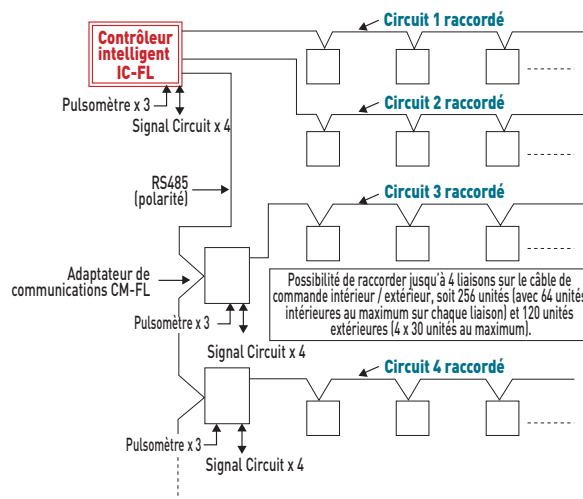 Contrôleur
intelligent
IC-FL
Circuit 1 raccordé
Pulsomètre x 3
Signal Circuit x 4
Circuit 2 raccordé
RS485
(polarité)
Circuit 3 raccordé
Adaptateur de
communications CM-FL
Possibilité de raccorder jusqu'à 4 liaisons sur le câble de
commande intérieur / extérieur, soit 256 unités (avec 64 unités
intérieures au maximum sur chaque liaison) et 120 unités
extérieures (4 x 30 unités au maximum).
Pulsomètre x 3
Signal Circuit x 4
Circuit 4 raccordé
Pulsomètre x 3
Signal Circuit x 4